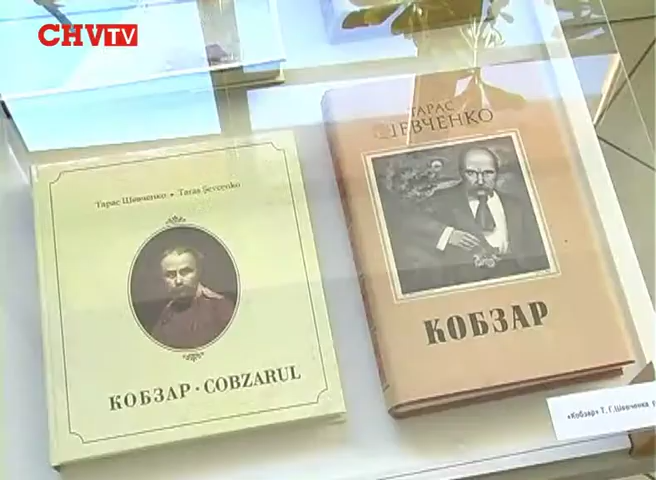 CHVTV
Тарас Шевченко • Taras Şevcenko
КОБЗАР • COBZARUL
ТАРАС
ШЕВЧЕНКО
КОБЗАР
«Кобзар» Т. Г.Шевченка